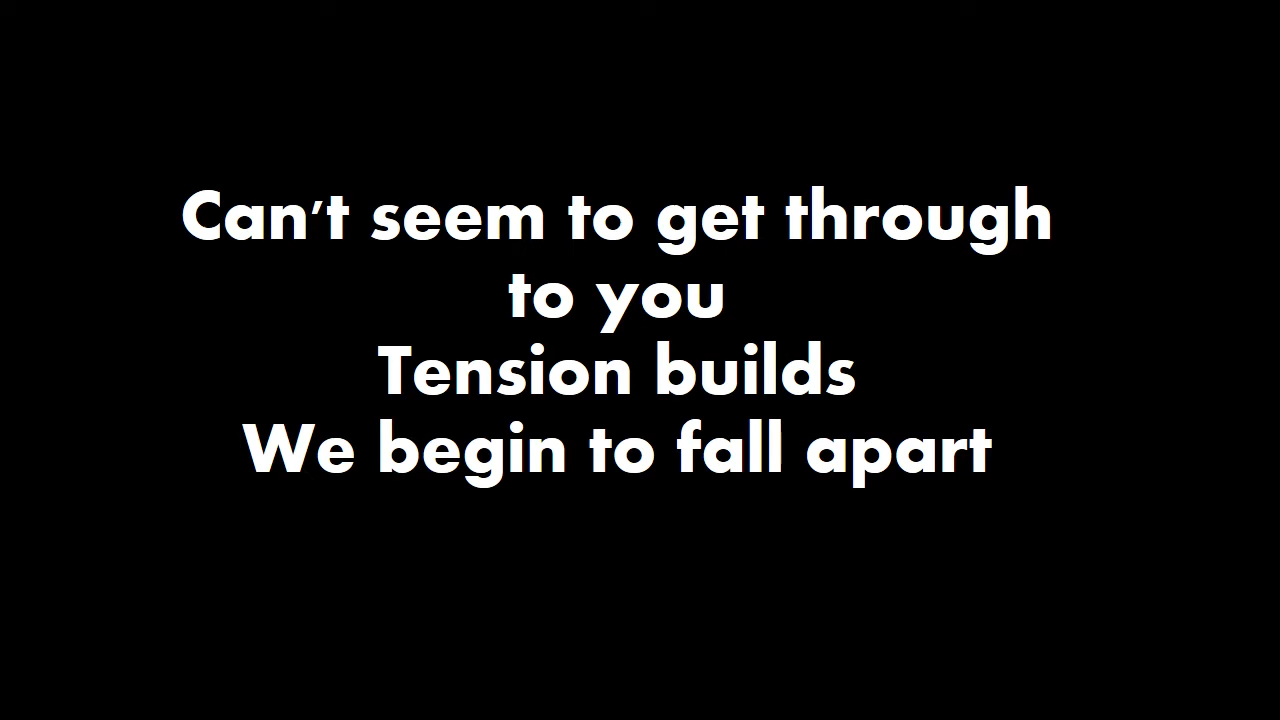 Can't seem to get through
to you
Tension builds
We begin to fall apart